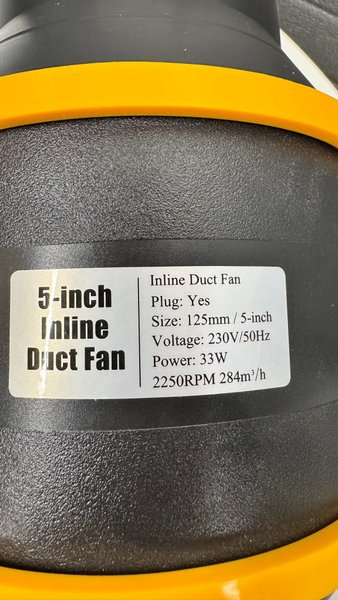 5-inch
Inline
Duct Fan
Inline Duct Fan
Plug: Yes
Size: 125mm / 5-inch
Voltage: 230V/50Hz
Power: 33W
2250RPM 284m³/h